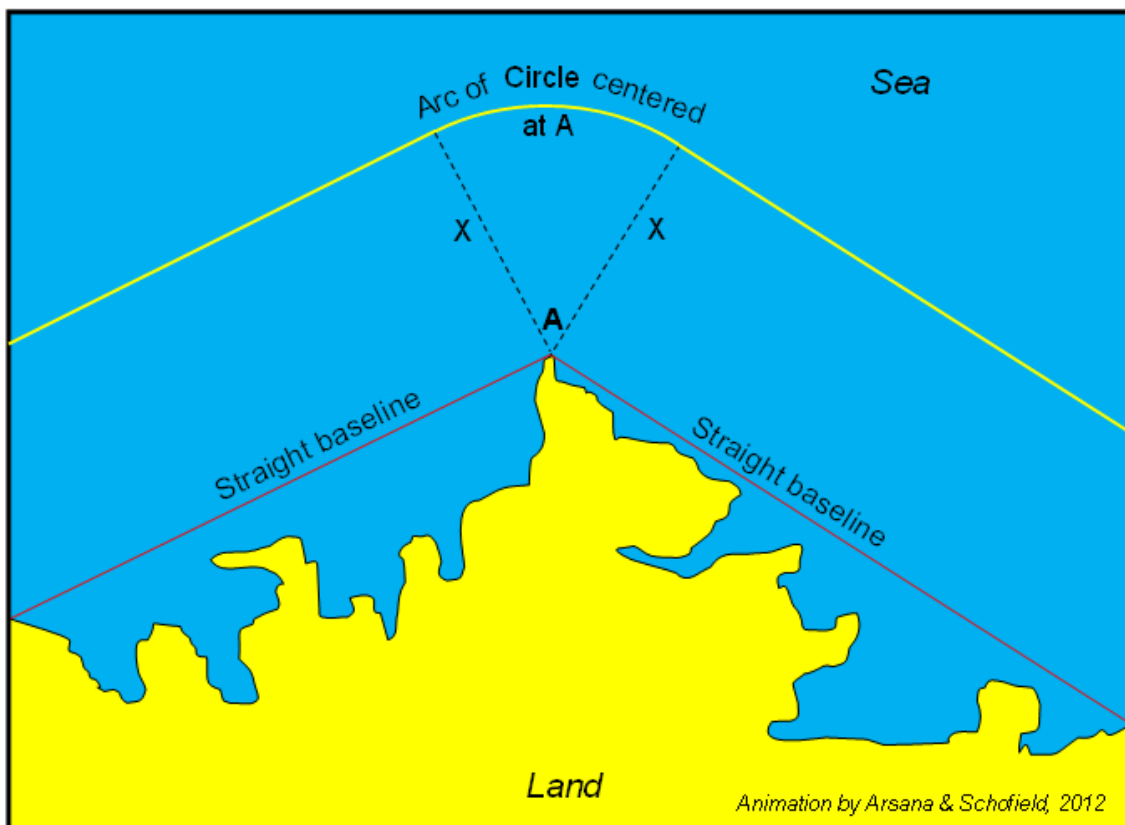 Sea
Arc of Circle centered
at A
X
X
A
Straight baseline
Straight baseline
Land
Animation by Arsana & Schofield, 2012